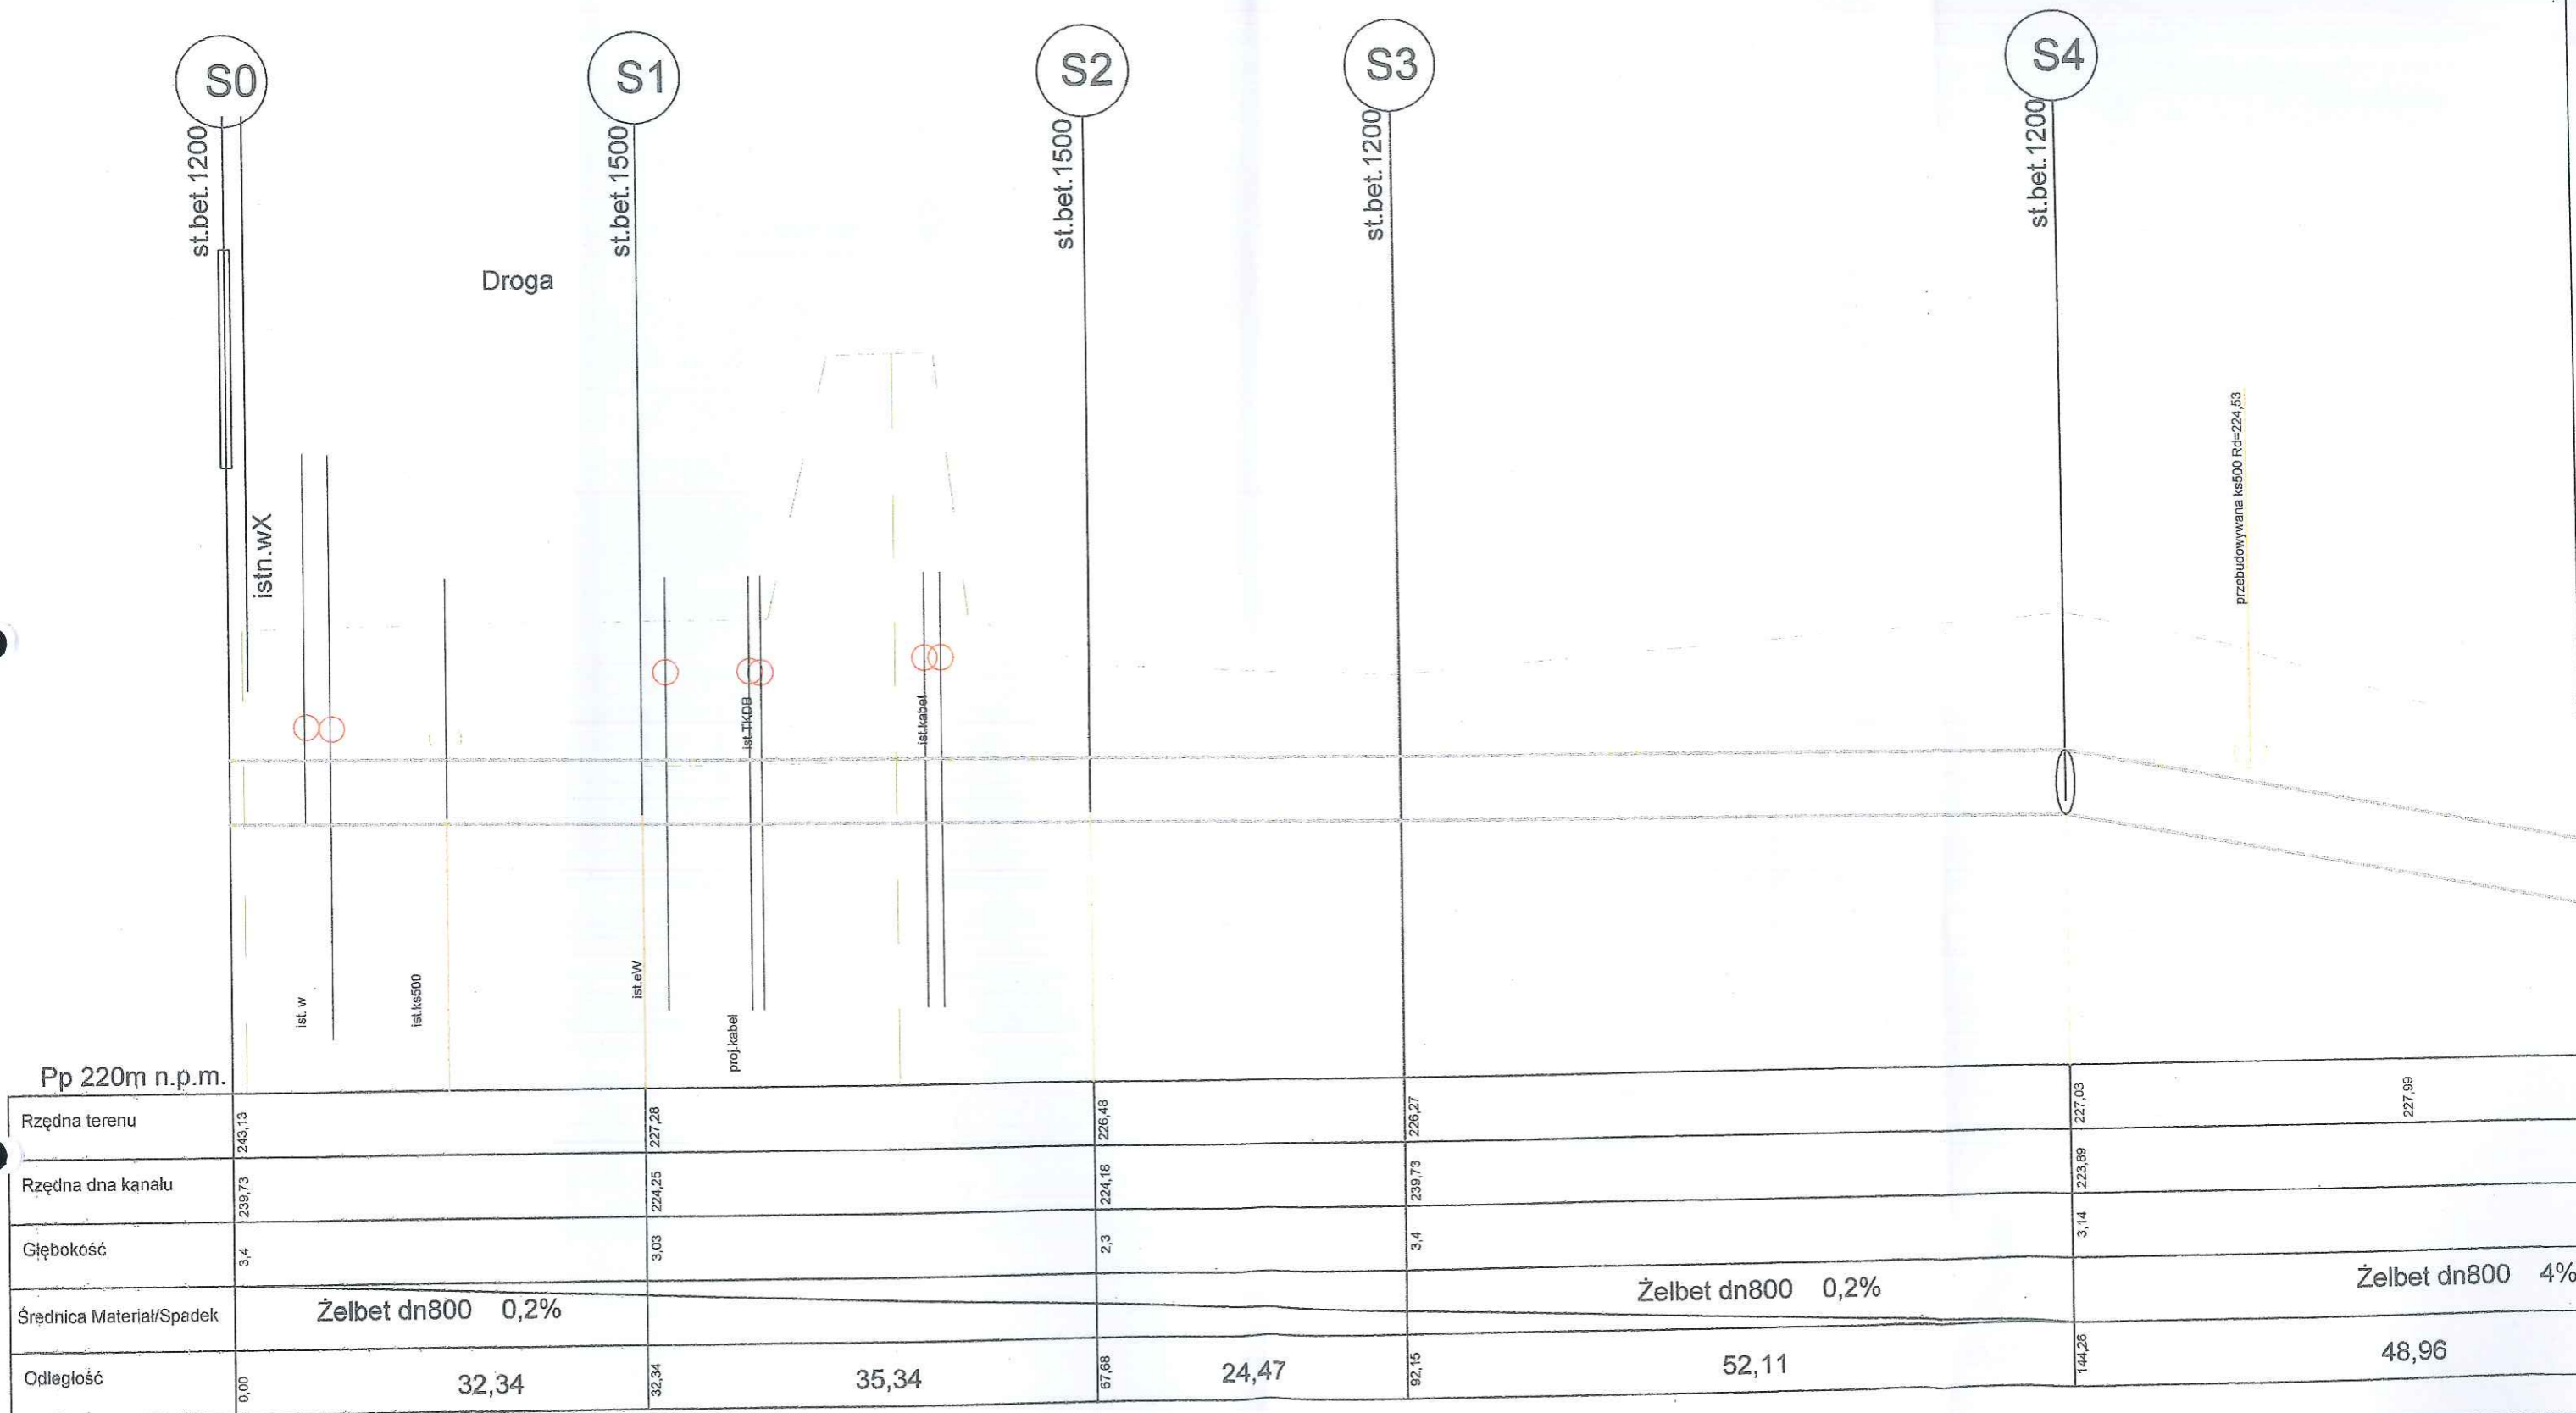 S0
S1
S2
S3
S4
st.bet.1200
st.bet.1500
st.bet.1500
st.bet.1200
st.bet.1200
Droga
istn.wX
przebudowywana ks500 Rd=224,53
ist.TKDB
ist.kabel
ist. w
ist.ks500
ist.eW
proj.kabel
Pp 220m n.p.m.
Rzędna terenu 243,13 227,28 226,48 226,27 227,03 227,99
Rzędna dna kanału 239,73 224,25 224,18 239,73 223,89
Głębokość 3,4 3,03 2,3 3,4 3,14
Średnica Materiał/Spadek Żelbet dn800 0,2% Żelbet dn800 0,2% Żelbet dn800 4%
Odległość 0,00 32,34 32,34 35,34 67,68 24,47 92,15 52,11 144,26 48,96